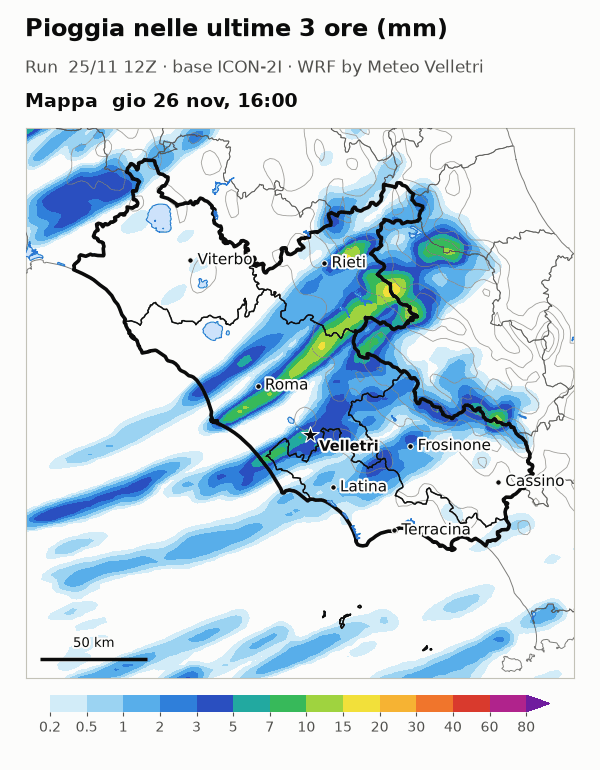 Pioggia nelle ultime 3 ore (mm)
Run  25/11 12Z · base ICON-2I · WRF by Meteo Velletri
Mappa  gio 26 nov, 16:00
Viterbo
Rieti
Roma
Velletri
Frosinone
Cassino
Latina
Terracina
50 km
0.2 0.5 1 2 3 5 7 10 15 20 30 40 60 80